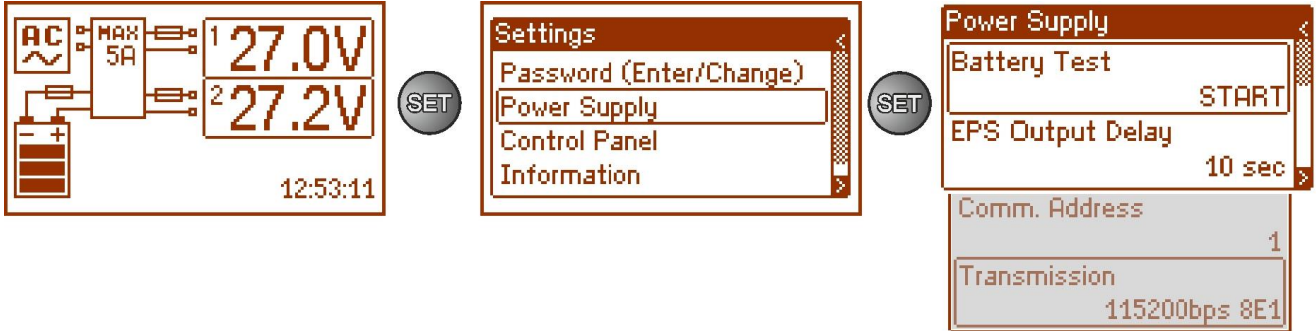 AC
MAX
5A
1 27.0V
2 27.2V
- +
12:53:11
SET
Settings
Password (Enter/Change)
Power Supply
Control Panel
Information
SET
Power Supply
Battery Test
START
EPS Output Delay
10 sec
Comm. Address
1
Transmission
115200bps 8E1